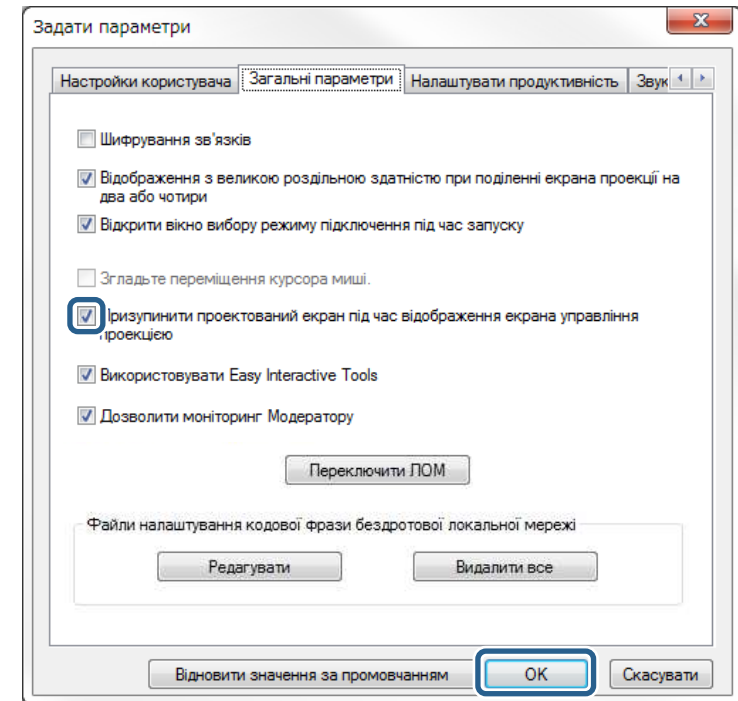 Задати параметри
Настройки користувача Загальні параметри Налаштувати продуктивність Звук
Шифрування зв'язків
Відображення з великою роздільною здатністю при поділенні екрана проекції на
два або чотири
Відкрити вікно вибору режиму підключення під час запуску
Згладьте переміщення курсора миші.
Призупинити проектований екран під час відображення екрана управління
проекцією
Використовувати Easy Interactive Tools
Дозволити моніторинг Модератору
Переключити ЛОМ
Файли налаштування кодової фрази бездротової локальної мережі
Редагувати Видалити все
Відновити значення за промовчанням OK Скасувати